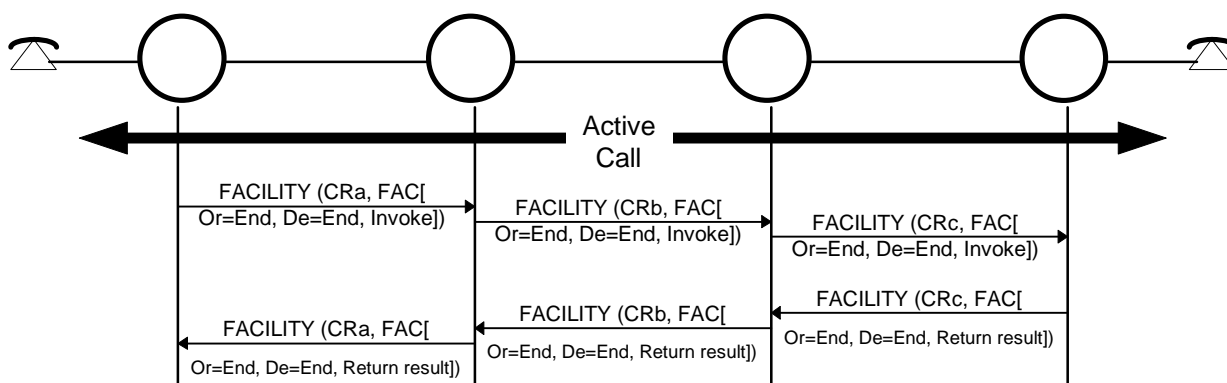 Active
Call
FACILITY (CRa, FAC[
Or=End, De=End, Invoke])
FACILITY (CRb, FAC[
Or=End, De=End, Invoke])
FACILITY (CRc, FAC[
Or=End, De=End, Invoke])
FACILITY (CRc, FAC[
Or=End, De=End, Return result])
FACILITY (CRb, FAC[
Or=End, De=End, Return result])
FACILITY (CRa, FAC[
Or=End, De=End, Return result])